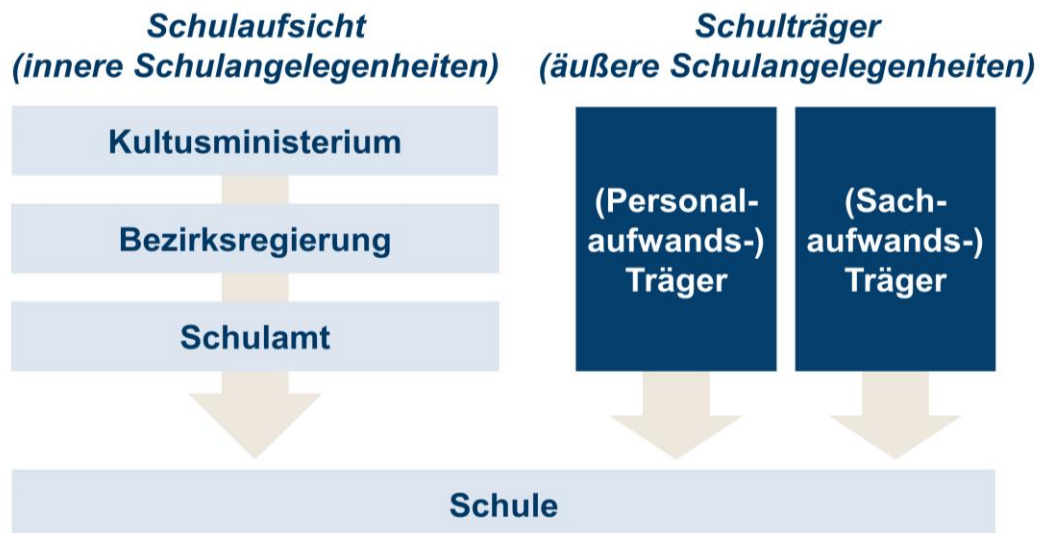 Schulaufsicht
(innere Schulangelegenheiten)
Schulträger
(äußere Schulangelegenheiten)
Kultusministerium
Bezirksregierung
Schulamt
(Personal-
aufwands-)
Träger
(Sach-
aufwands-)
Träger
Schule